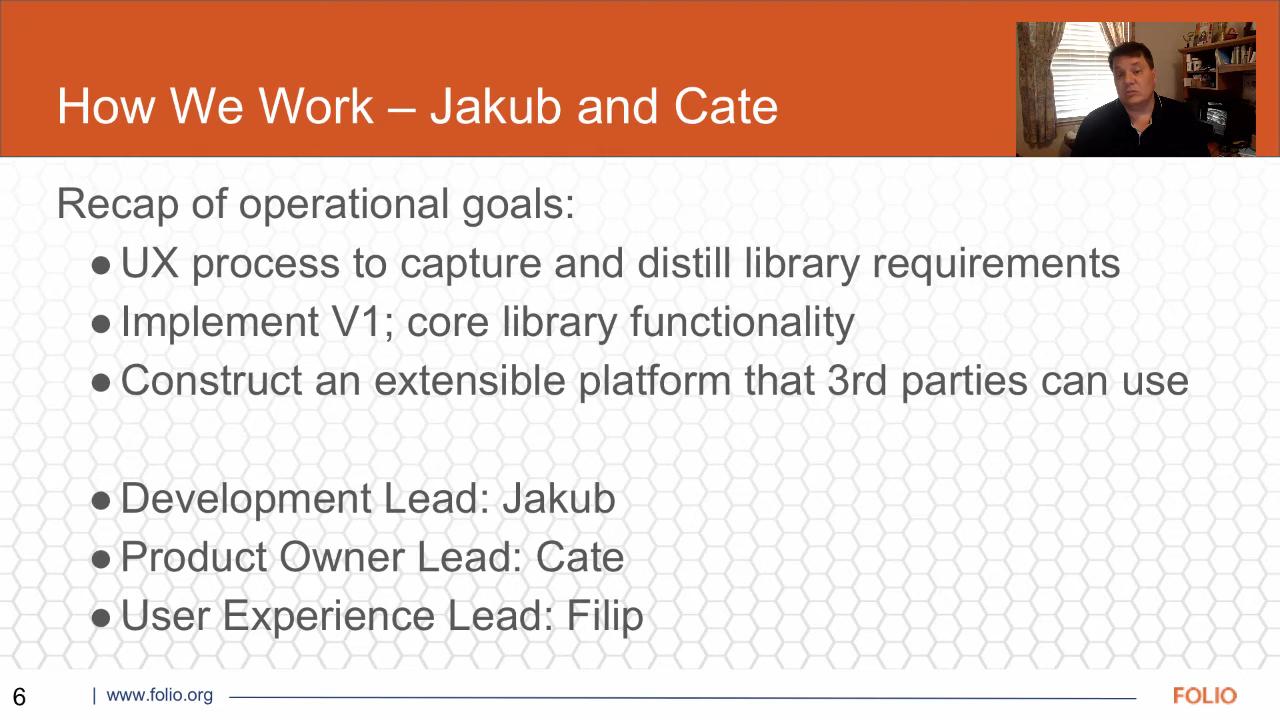 How We Work – Jakub and Cate
Recap of operational goals:
●UX process to capture and distill library requirements
●Implement V1; core library functionality
●Construct an extensible platform that 3rd parties can use
●Development Lead: Jakub
●Product Owner Lead: Cate
●User Experience Lead: Filip
6 | www.folio.org FOLIO